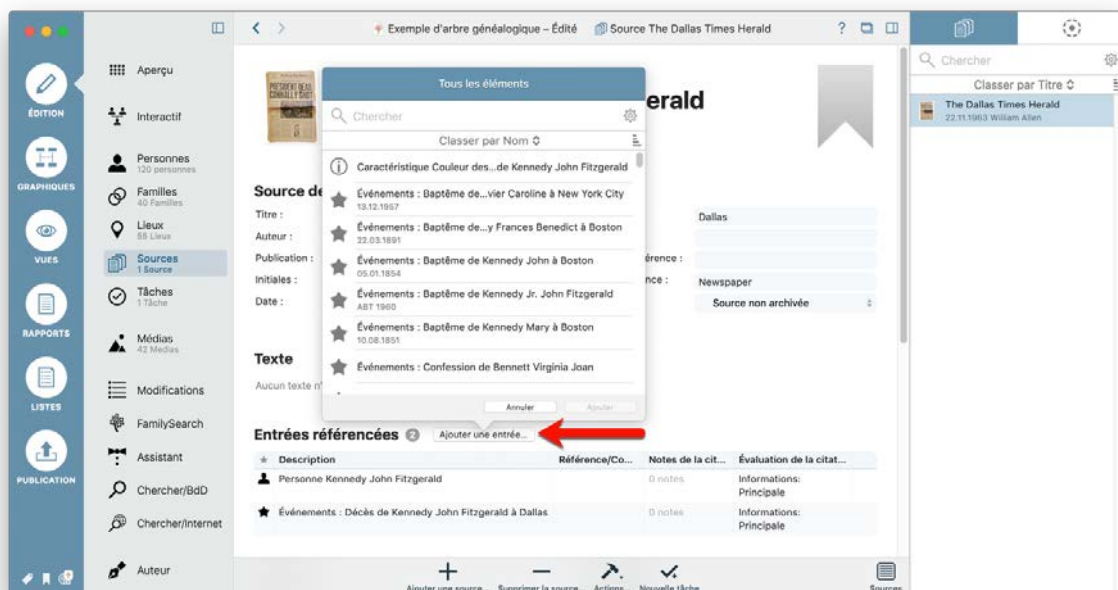 Exemple d'arbre généalogique – Édité
Source The Dallas Times Herald
?
ÉDITION
GRAPHIQUES
VUES
RAPPORTS
LISTES
PUBLICATION
Aperçu
Interactif
Personnes
120 personnes
Familles
40 Familles
Lieux
55 Lieux
Sources
1 Source
Tâches
1 Tâche
Médias
42 Medias
Modifications
FamilySearch
Assistant
Chercher/BdD
Chercher/Internet
Auteur
PRESIDENT DEAD,
CONNALLY SHOT
erald
Source de
Titre :
Auteur :
Publication :
Initiales :
Date :
Dallas
érence :
nce :
Newspaper
Source non archivée
Texte
Aucun texte n'
Tous les éléments
Chercher
Classer par Nom
Caractéristique Couleur des...de Kennedy John Fitzgerald
Événements : Baptême de...vier Caroline à New York City
13.12.1957
Événements : Baptême de...y Frances Benedict à Boston
22.03.1891
Événements : Baptême de Kennedy John à Boston
05.01.1854
Événements : Baptême de Kennedy Jr. John Fitzgerald
ABT 1960
Événements : Baptême de Kennedy Mary à Boston
10.08.1851
Événements : Confession de Bennett Virginia Joan
Annuler
Ajouter
Entrées référencées 2
Ajouter une entrée...
Description
Référence/Co...
Notes de la cit...
Évaluation de la citat...
Personne Kennedy John Fitzgerald
0 notes
Informations:
Principale
Événements : Décès de Kennedy John Fitzgerald à Dallas
0 notes
Informations:
Principale
Ajouter une source...
Supprimer la source...
Actions...
Nouvelle tâche
Sources
Chercher
Classer par Titre
The Dallas Times Herald
22.11.1963 William Allen